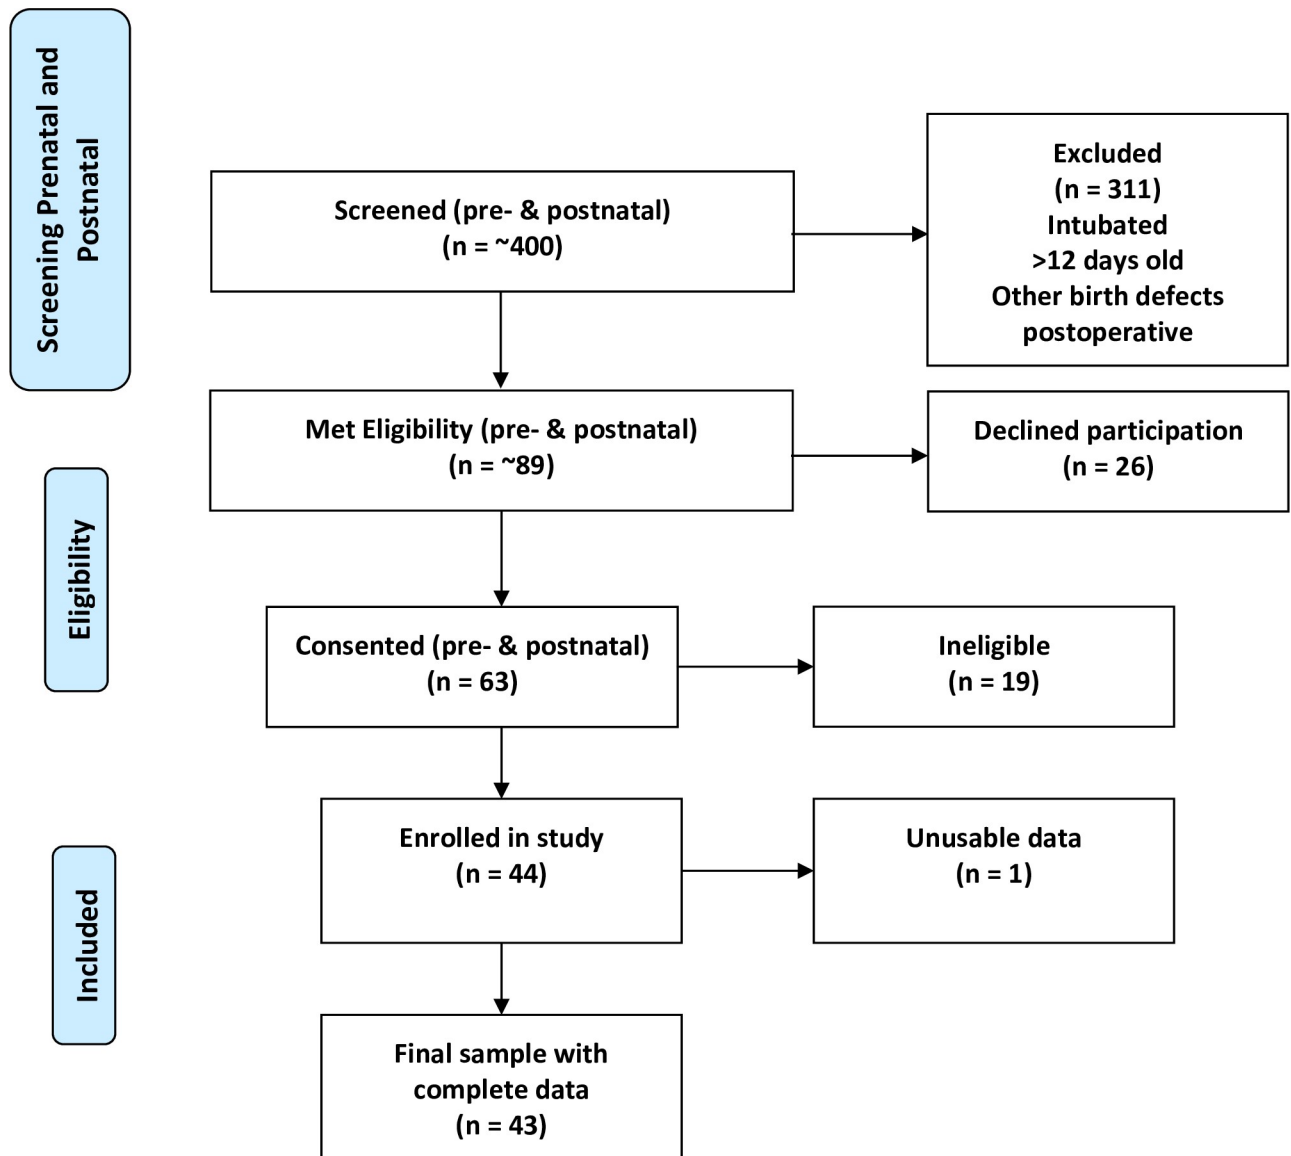 Screening Prenatal and
Postnatal
Screened (pre- & postnatal)
(n = ~400)
Excluded
(n = 311)
Intubated
>12 days old
Other birth defects
postoperative
Met Eligibility (pre- & postnatal)
(n = ~89)
Declined participation
(n = 26)
Eligibility
Consented (pre- & postnatal)
(n = 63)
Ineligible
(n = 19)
Enrolled in study
(n = 44)
Unusable data
(n = 1)
Included
Final sample with
complete data
(n = 43)